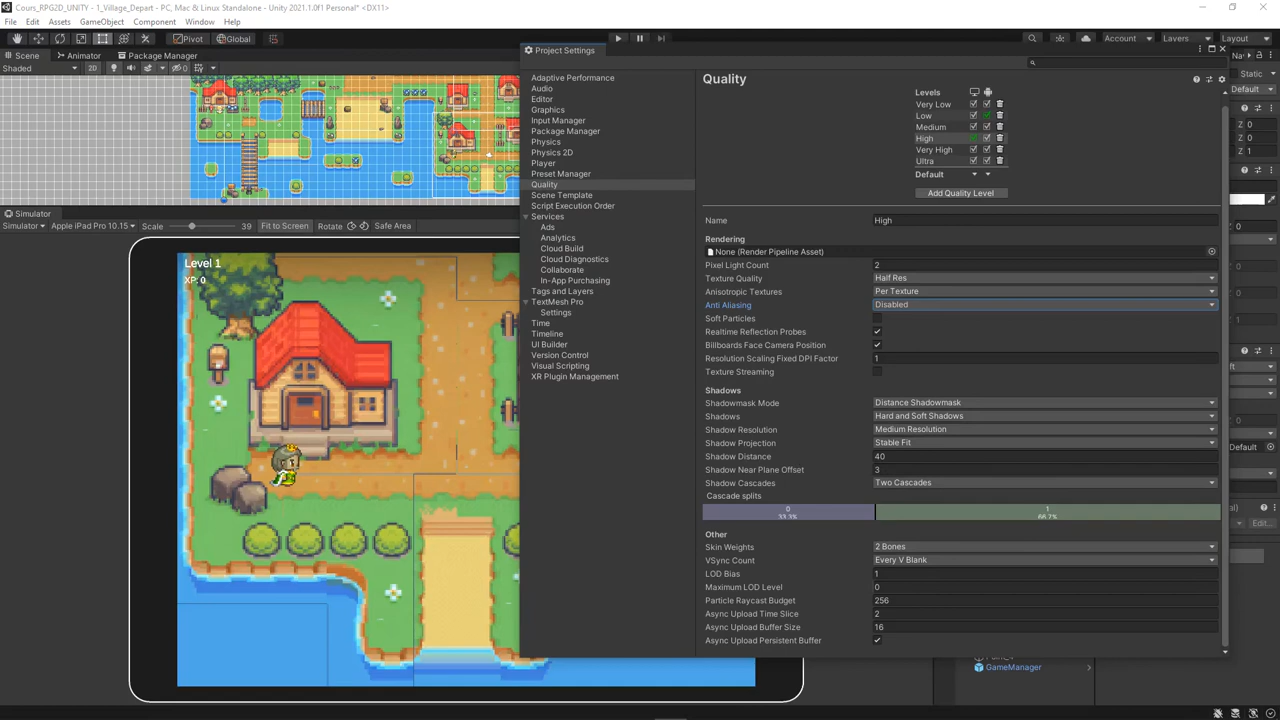 Cours_RPG2D_UNITY - 1_Village_Depart - PC, Mac & Linux Standalone - Unity 2021.1.0f1 Personal* <DX11>
File Edit Assets GameObject Component Window Help
Pivot Global Account Layers Layout
Scene Animator Package Manager
Shaded 2D 0
Simulator
Simulator Apple iPad Pro 10.15 Scale 39 Fit to Screen Rotate Safe Area
Level 1
XP: 0
Project Settings
Adaptive Performance
Audio
Editor
Graphics
Input Manager
Package Manager
Physics
Physics 2D
Player
Preset Manager
Quality
Scene Template
Script Execution Order
Services
Ads
Analytics
Cloud Build
Cloud Diagnostics
Collaborate
In-App Purchasing
Tags and Layers
TextMesh Pro
Settings
Time
Timeline
UI Builder
Version Control
Visual Scripting
XR Plugin Management
Quality
Levels
Very Low
Low
Medium
High
Very High
Ultra
Default
Add Quality Level
Name High
Rendering
None (Render Pipeline Asset)
Pixel Light Count 2
Texture Quality Half Res
Anisotropic Textures Per Texture
Anti Aliasing Disabled
Soft Particles
Realtime Reflection Probes
Billboards Face Camera Position
Resolution Scaling Fixed DPI Factor 1
Texture Streaming
Shadows
Shadowmask Mode Distance Shadowmask
Shadows Hard and Soft Shadows
Shadow Resolution Medium Resolution
Shadow Projection Stable Fit
Shadow Distance 40
Shadow Near Plane Offset 3
Shadow Cascades Two Cascades
Cascade splits
0 1
33.3% 66.7%
Other
Skin Weights 2 Bones
VSync Count Every V Blank
LOD Bias 1
Maximum LOD Level 0
Particle Raycast Budget 256
Async Upload Time Slice 2
Async Upload Buffer Size 16
Async Upload Persistent Buffer
Static
Default
Z 0
Z 0
Z 1
Default
Edit...
GameManager